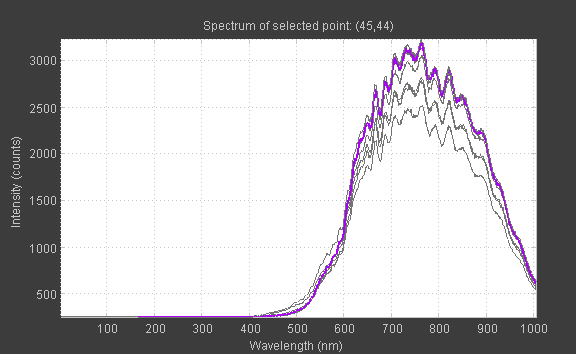 Spectrum of selected point: (45,44)
3000
2500
2000
1500
1000
500
Intensity (counts)
100 200 300 400 500 600 700 800 900 1000
Wavelength (nm)